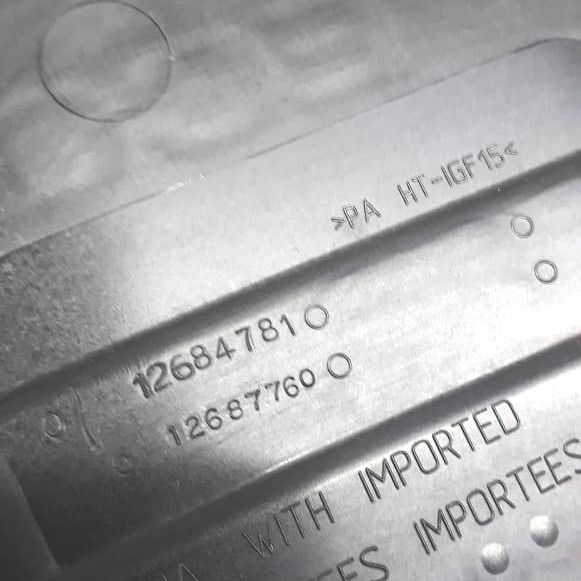 >PA HT-IGF15<
12684781
12687760
WITH IMPORTED
IMPORTEES